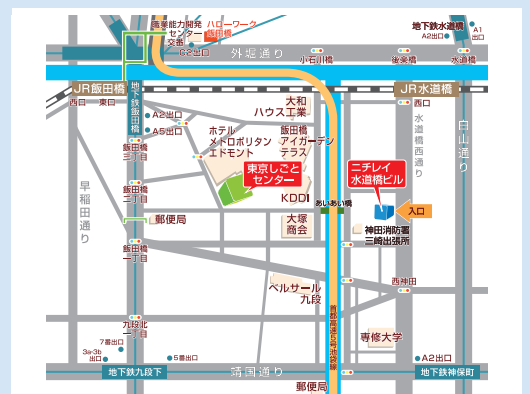 職業能力開発
センター
交番
ハローワーク
飯田橋
C2出口
外堀通り
小石川橋
後楽橋
水道橋
地下鉄水道橋
A2出口
A1
出口
JR飯田橋
西口
東口
地下鉄飯田橋
A2出口
A5出口
飯田橋
三丁目
飯田橋
二丁目
飯田橋
一丁目
九段北
一丁目
早稲田通り
郵便局
大和
ハウス工業
ホテル
メトロポリタン
エドモント
飯田橋
アイガーデン
テラス
東京しごと
センター
KDDI
大塚
商会
あいあい橋
ニチレイ
水道橋ビル
入口
神田消防署
三崎出張所
JR水道橋
西口
水道橋西通り
白山通り
西神田
ベルサール
九段
首都高速5号池袋線
専修大学
7番出口
3a・3b
出口
5番出口
A2出口
地下鉄九段下
靖国通り
地下鉄神保町
郵便局